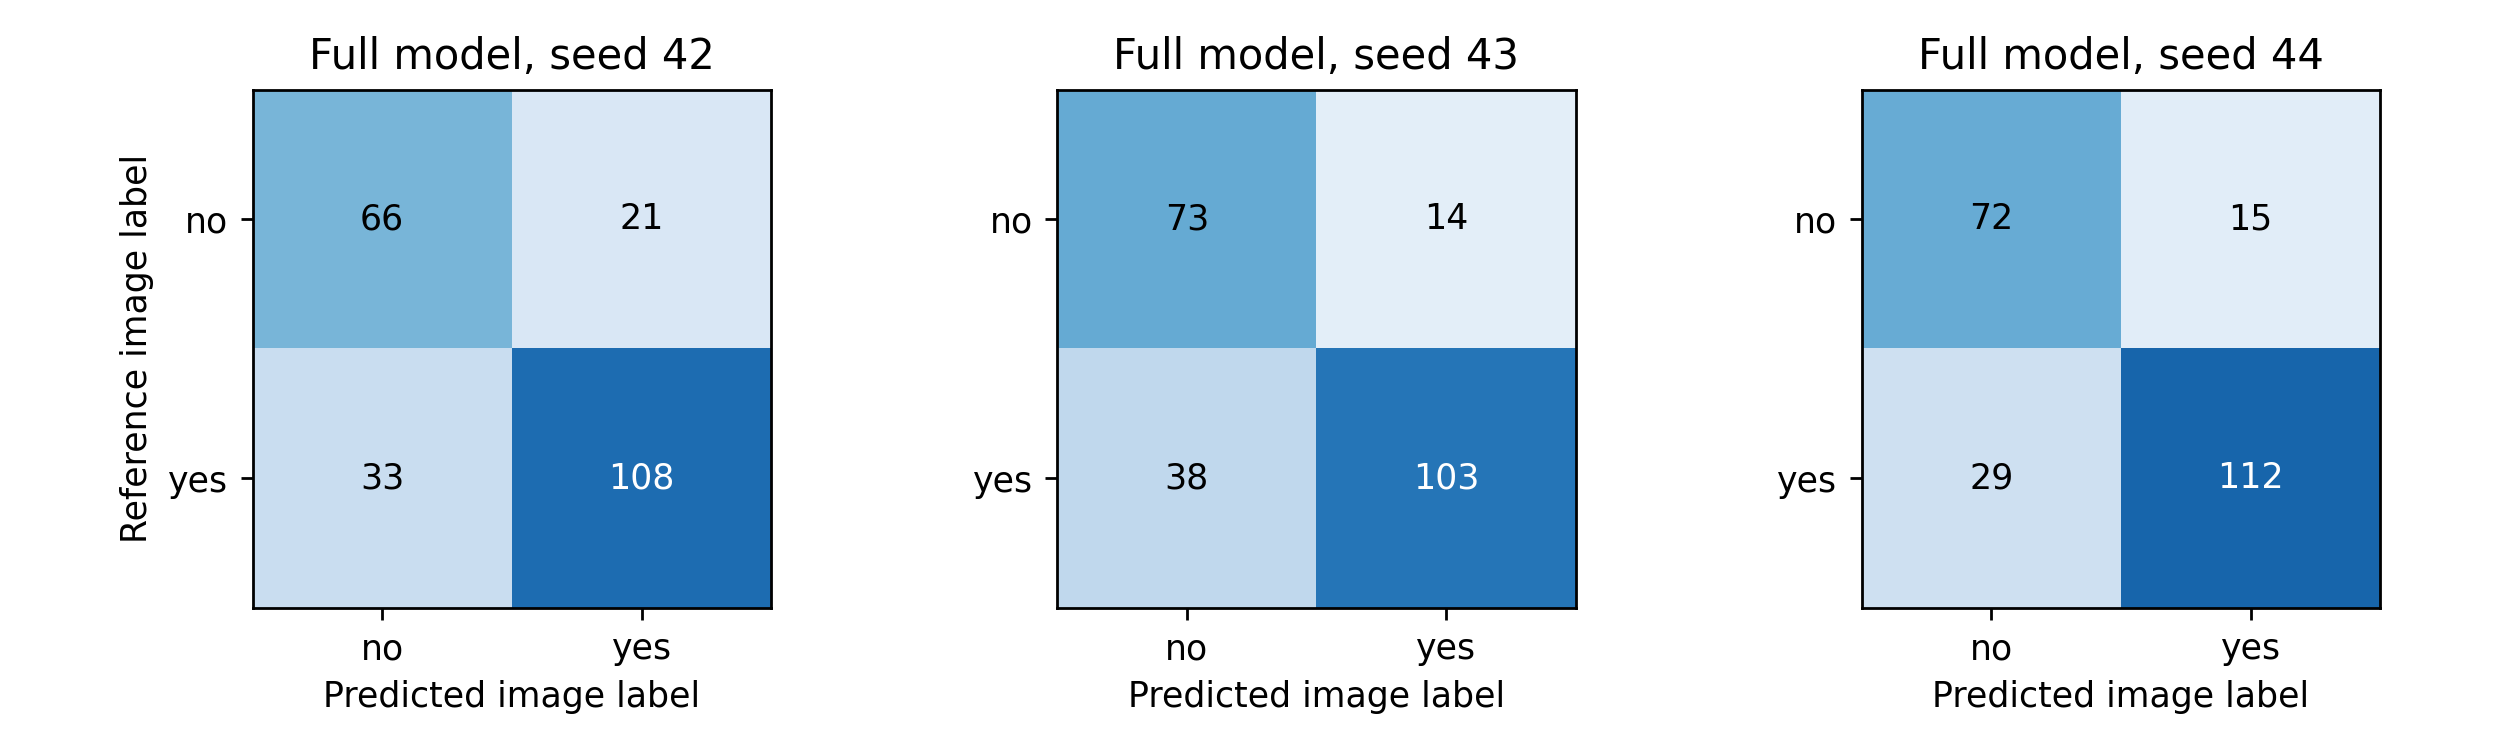 Full model, seed 42
Full model, seed 43
Full model, seed 44
Reference image label
no
66
21
yes
33
108
no
yes
Predicted image label
no
73
14
yes
38
103
no
yes
Predicted image label
no
72
15
yes
29
112
no
yes
Predicted image label